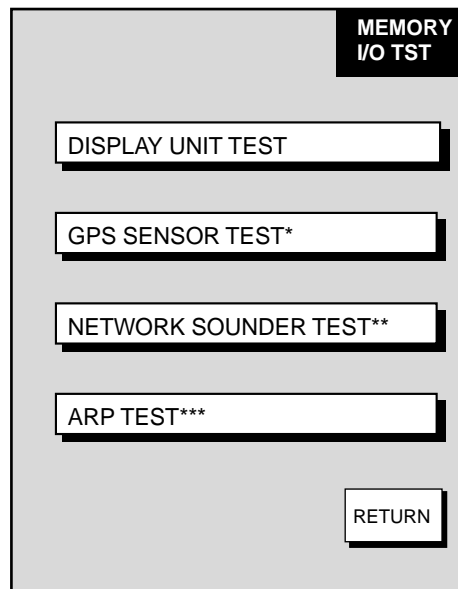 MEMORY
I/O TST
DISPLAY UNIT TEST
GPS SENSOR TEST*
NETWORK SOUNDER TEST**
ARP TEST***
RETURN